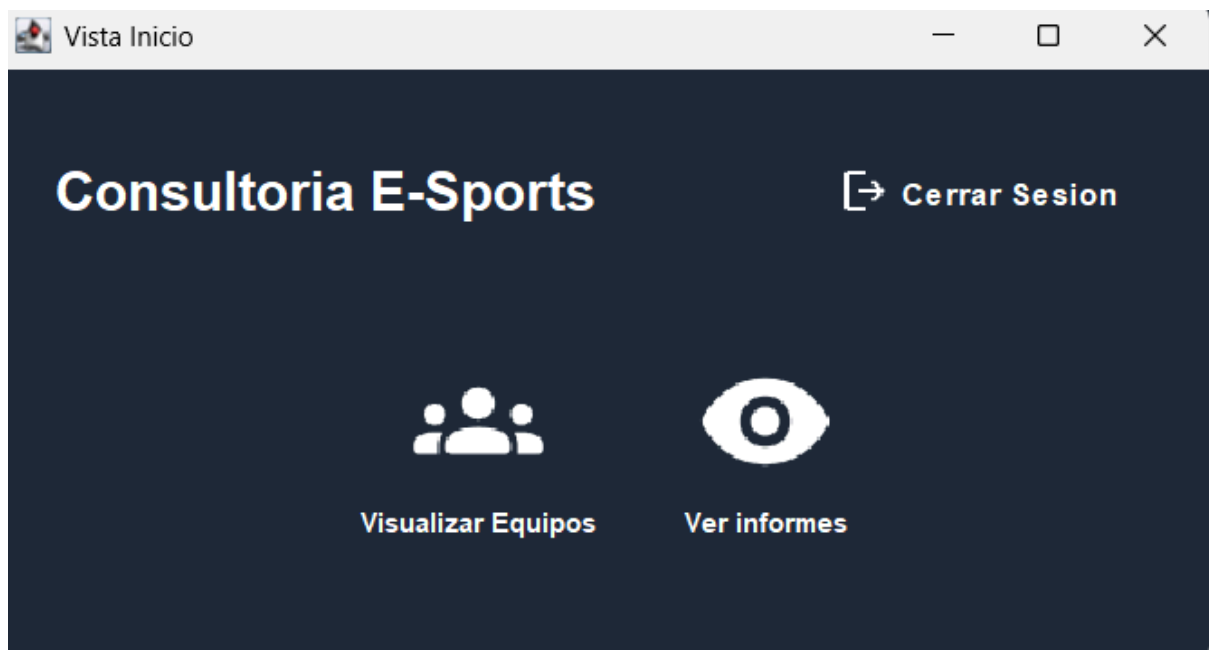 Vista Inicio
Consultoria E-Sports
Cerrar Sesion
Visualizar Equipos
Ver informes